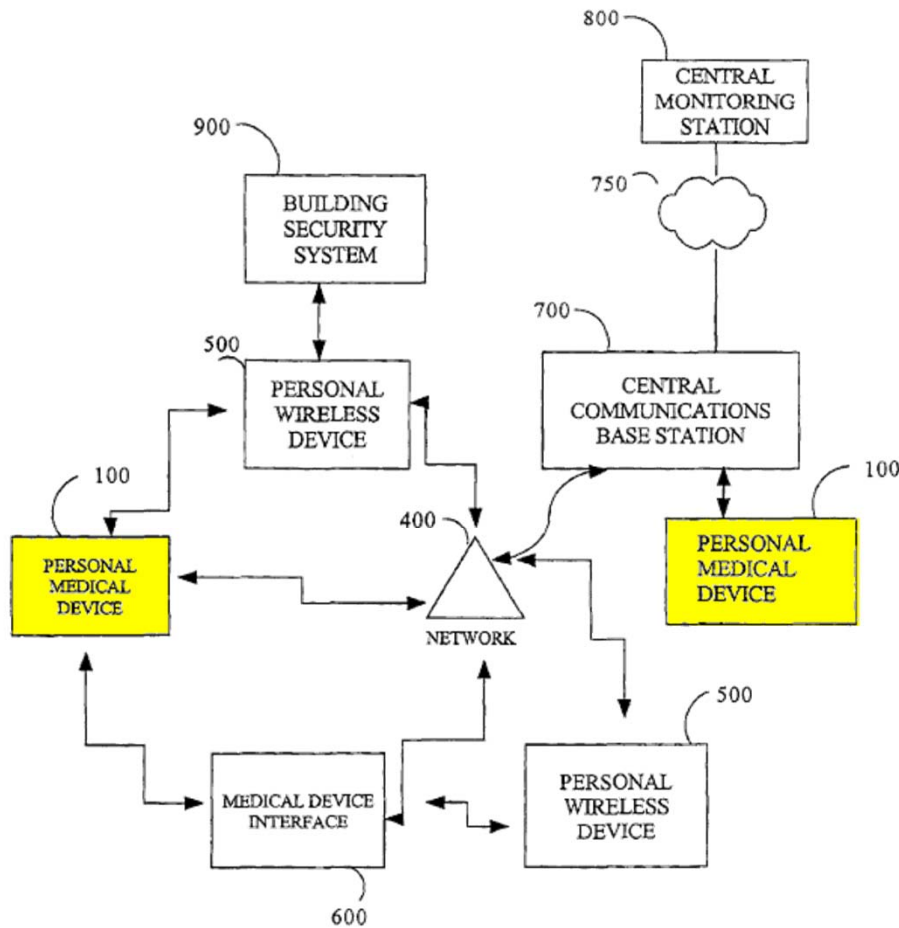 800
CENTRAL
MONITORING
STATION
900
750
BUILDING
SECURITY
SYSTEM
700
500
PERSONAL
WIRELESS
DEVICE
CENTRAL
COMMUNICATIONS
BASE STATION
100
PERSONAL
MEDICAL
DEVICE
400
NETWORK
100
PERSONAL
MEDICAL
DEVICE
500
MEDICAL DEVICE
INTERFACE
600
PERSONAL
WIRELESS
DEVICE